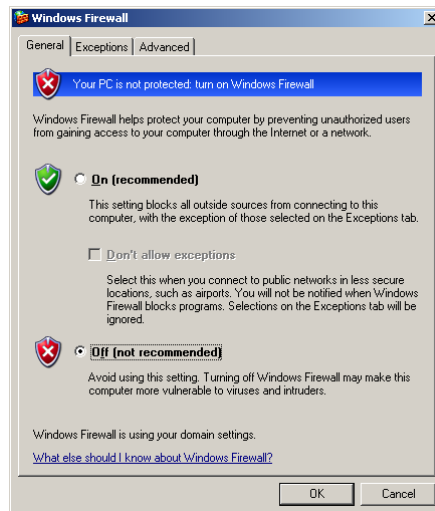 Windows Firewall
General Exceptions Advanced
Your PC is not protected: turn on Windows Firewall
Windows Firewall helps protect your computer by preventing unauthorized users
from gaining access to your computer through the Internet or a network.
On (recommended)
This setting blocks all outside sources from connecting to this
computer, with the exception of those selected on the Exceptions tab.
Don't allow exceptions
Select this when you connect to public networks in less secure
locations, such as airports. You will not be notified when Windows
Firewall blocks programs. Selections on the Exceptions tab will be
ignored.
Off (not recommended)
Avoid using this setting. Turning off Windows Firewall may make this
computer more vulnerable to viruses and intruders.
Windows Firewall is using your domain settings.
What else should I know about Windows Firewall?
OK Cancel